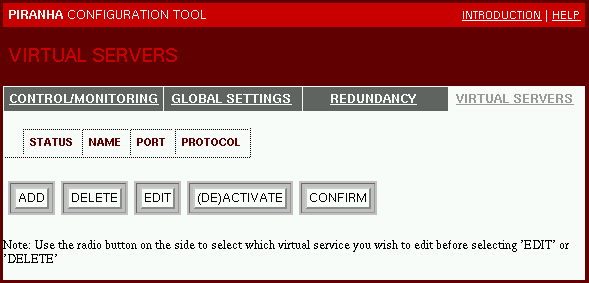 PIRANHA CONFIGURATION TOOL INTRODUCTION | HELP
VIRTUAL SERVERS
CONTROL/MONITORING GLOBAL SETTINGS REDUNDANCY VIRTUAL SERVERS
STATUS NAME PORT PROTOCOL
ADD DELETE EDIT (DE)ACTIVATE CONFIRM
Note: Use the radio button on the side to select which virtual service you wish to edit before selecting 'EDIT' or
'DELETE'